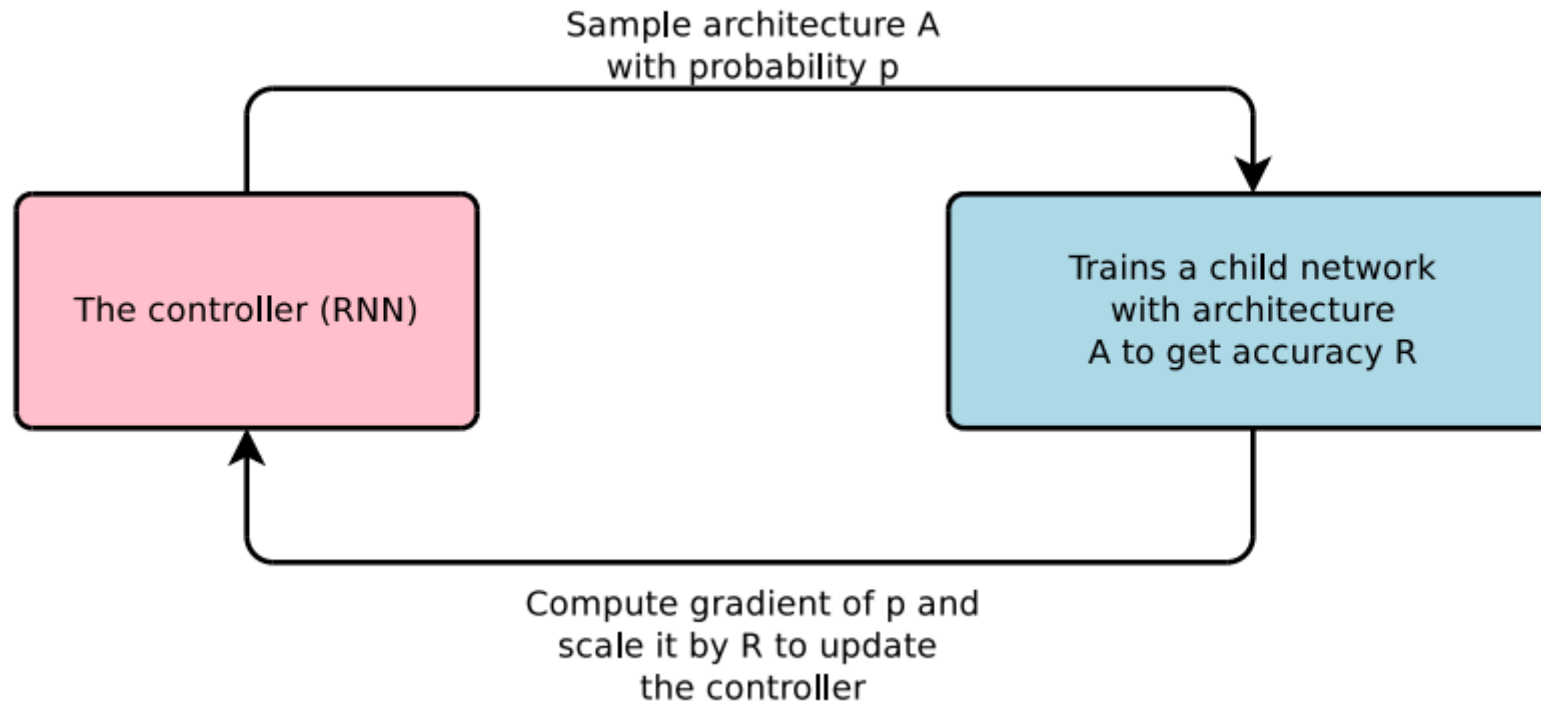 Sample architecture A
with probability p
The controller (RNN)
Trains a child network
with architecture
A to get accuracy R
Compute gradient of p and
scale it by R to update
the controller